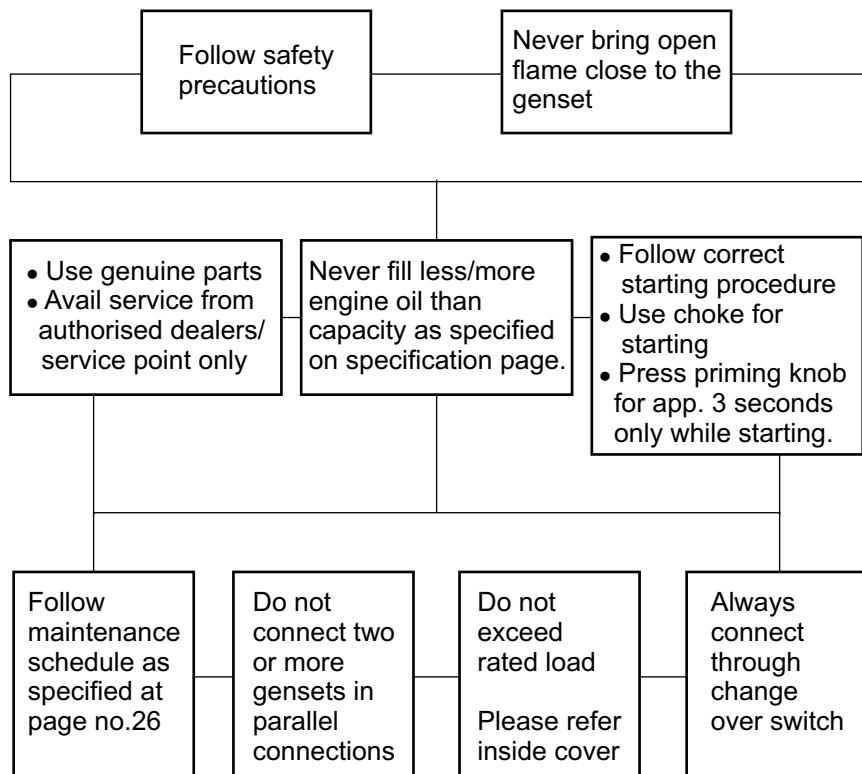 Follow safety
precautions
Never bring open
flame close to the
genset
• Use genuine parts
• Avail service from
authorised dealers/
service point only
Never fill less/more
engine oil than
capacity as specified
on specification page.
• Follow correct
starting procedure
• Use choke for
starting
• Press priming knob
for app. 3 seconds
only while starting.
Follow
maintenance
schedule as
specified at
page no.26
Do not
connect two
or more
gensets in
parallel
connections
Do not
exceed
rated load
Please refer
inside cover
Always
connect
through
change
over switch